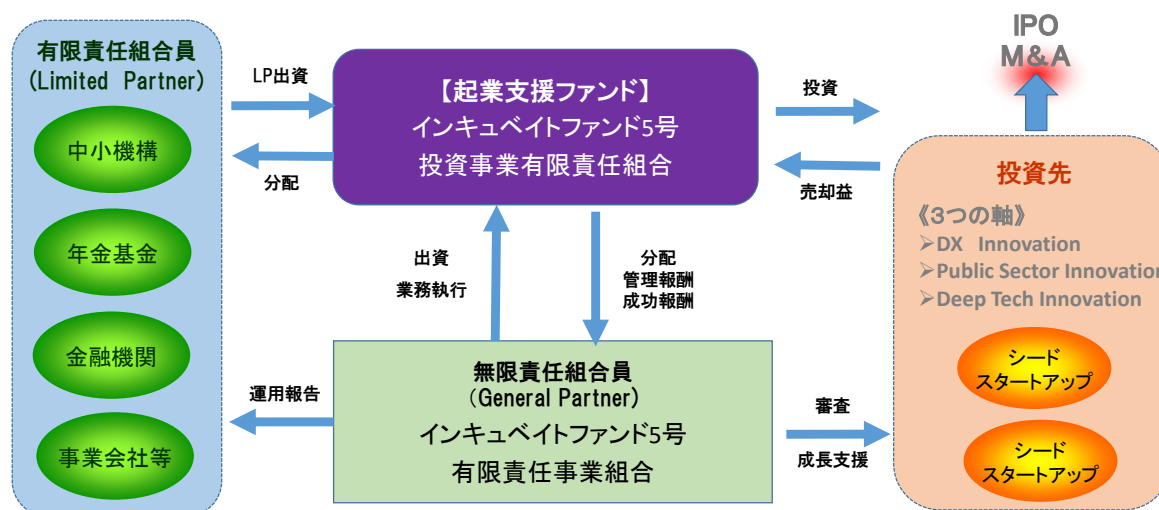 有限責任組合員
(Limited Partner)
中小機構
年金基金
金融機関
事業会社等
LP出資
分配
運用報告
【起業支援ファンド】
インキュベイトファンド5号
投資事業有限責任組合
出資
業務執行
分配
管理報酬
成功報酬
無限責任組合員
（General Partner)
インキュベイトファンド5号
有限責任事業組合
投資
売却益
審査
成長支援
IPO
M&A
投資先
《3つの軸》
➢DX Innovation
➢Public Sector Innovation
➢Deep Tech Innovation
シード
スタートアップ
シード
スタートアップ